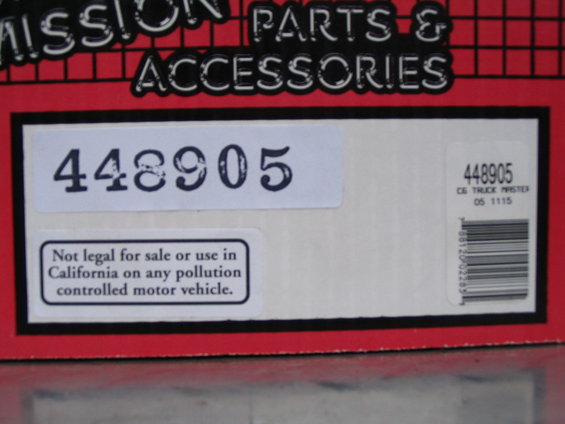 MISSION PARTS &
ACCESSORIES
448905
Not legal for sale or use in
California on any pollution
controlled motor vehicle.
448905
C6 TRUCK MASTER
05 1115